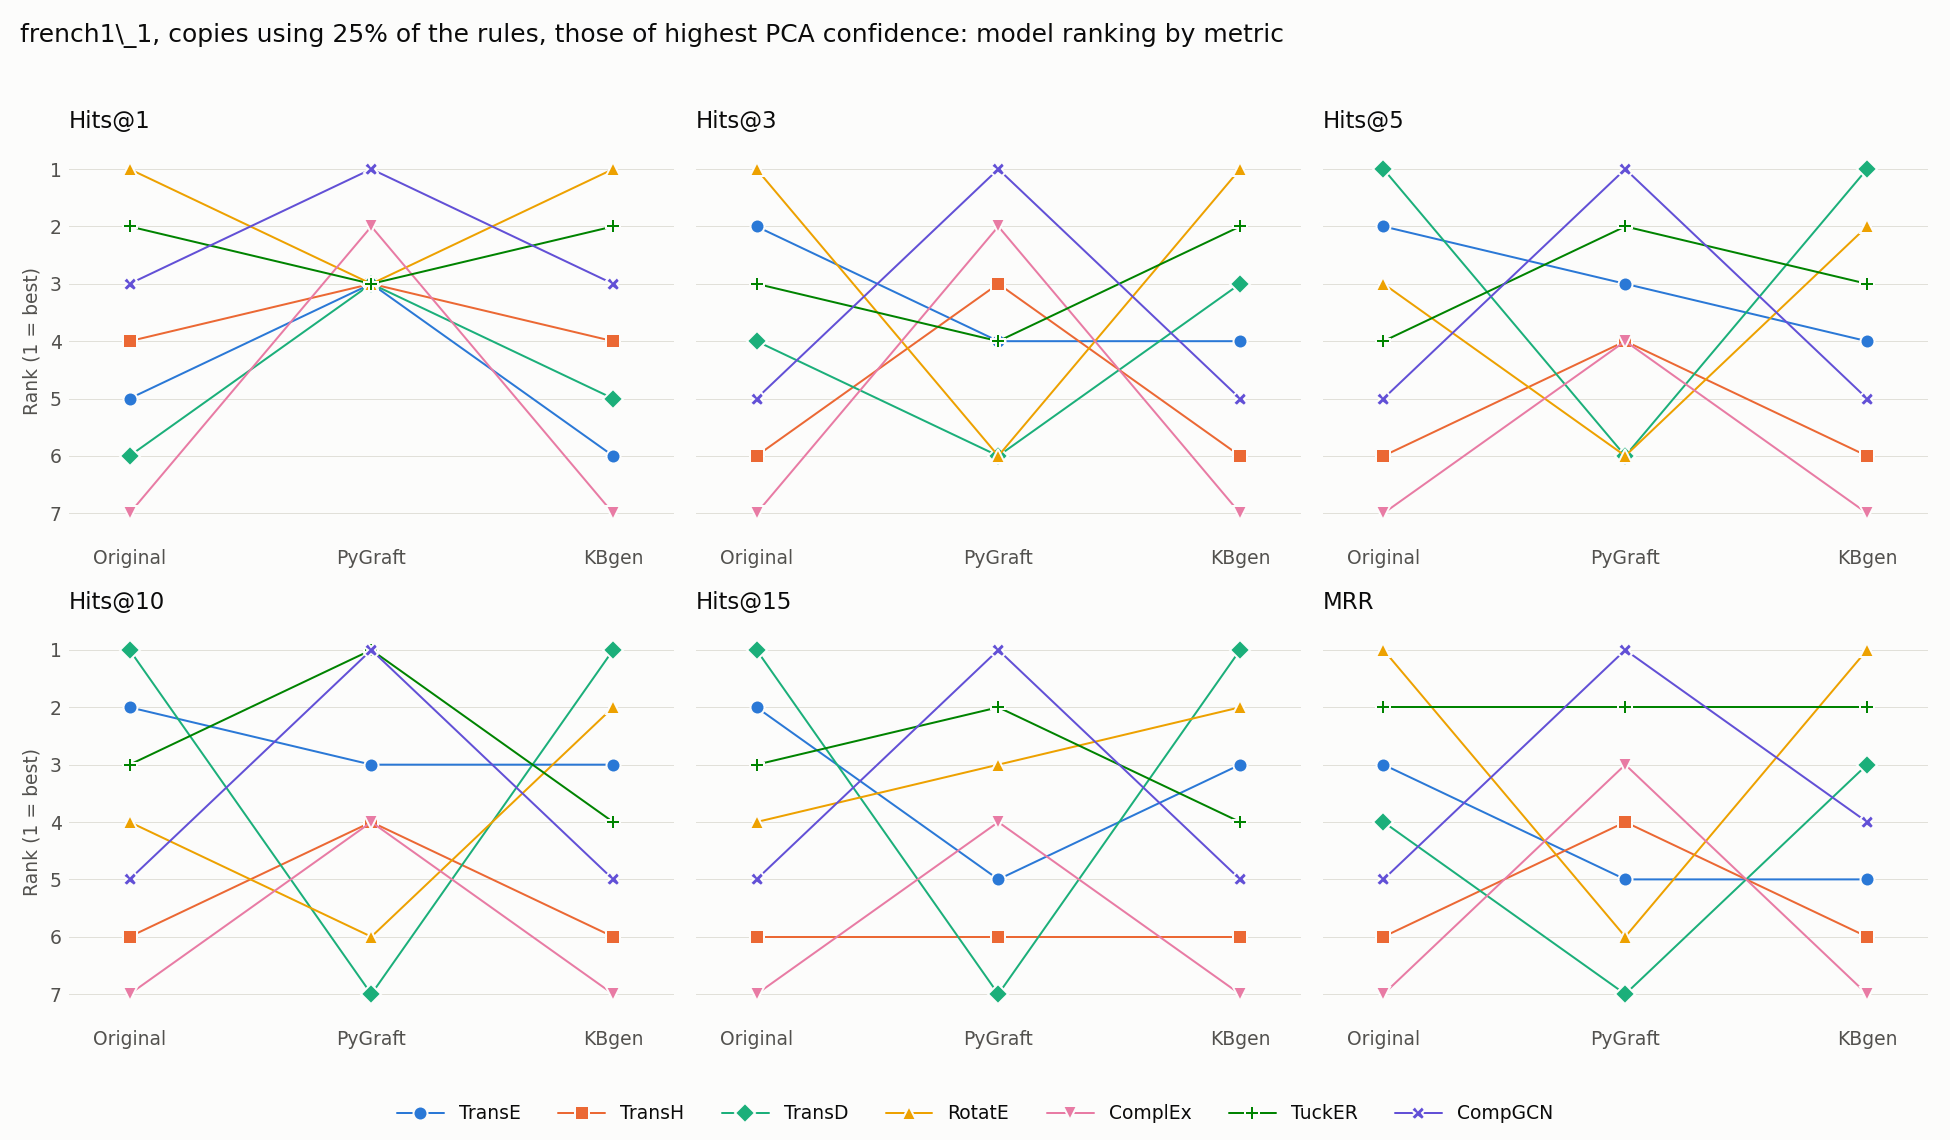 french1\_1, copies using 25% of the rules, those of highest PCA confidence: model ranking by metric
Hits@1
Hits@3
Hits@5
Rank (1 = best)
1
2
3
4
5
6
7
Original
PyGraft
KBgen
Original
PyGraft
KBgen
Original
PyGraft
KBgen
Hits@10
Hits@15
MRR
Rank (1 = best)
1
2
3
4
5
6
7
Original
PyGraft
KBgen
Original
PyGraft
KBgen
Original
PyGraft
KBgen
TransE
TransH
TransD
RotatE
ComplEx
TuckER
CompGCN